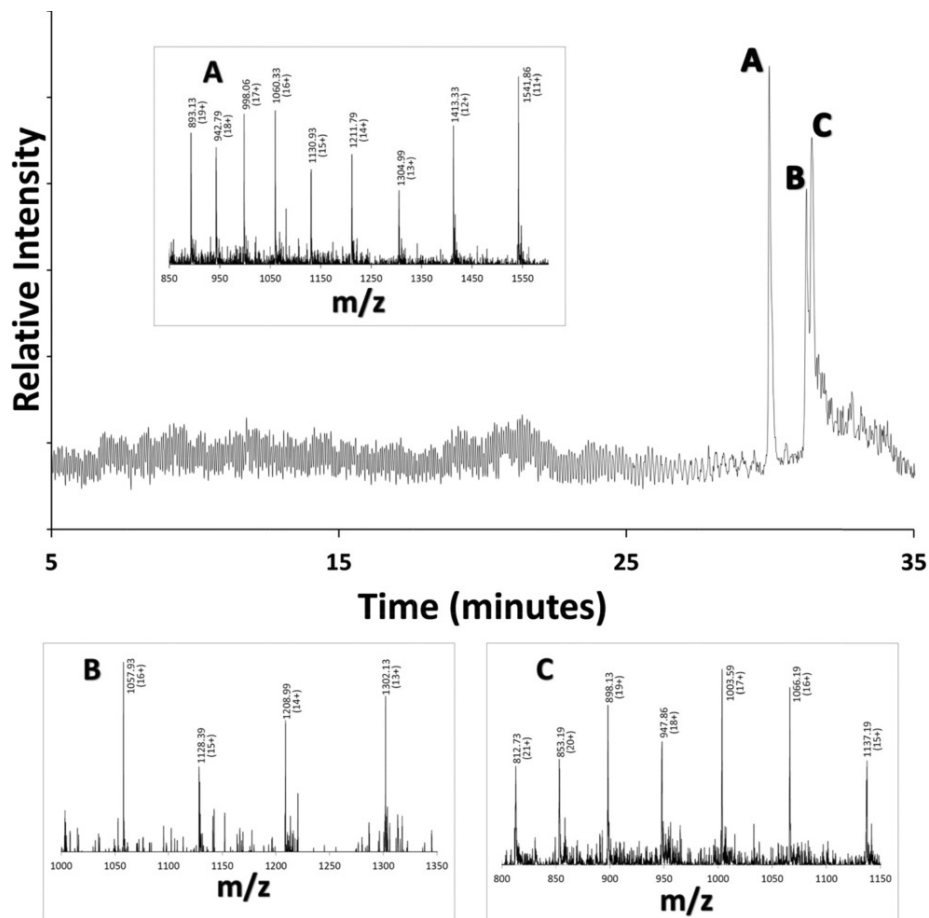 A
893.13
(19+)
942.79
(18+)
998.06
(17+)
1060.33
(16+)
1130.93
(15+)
1211.79
(14+)
1304.99
(13+)
1413.33
(12+)
1541.86
(11+)
850 950 1050 1150 1250 1350 1450 1550
m/z
A
B
C
Relative Intensity
5 15 25 35
Time (minutes)
B
1057.93
(16+)
1128.39
(15+)
1208.99
(14+)
1302.13
(13+)
1000 1050 1100 1150 1200 1250 1300 1345
m/z
C
812.73
(21+)
853.19
(20+)
898.13
(19+)
947.86
(18+)
1003.59
(17+)
1066.19
(16+)
1137.19
(15+)
800 850 900 950 1000 1050 1100 1150
m/z